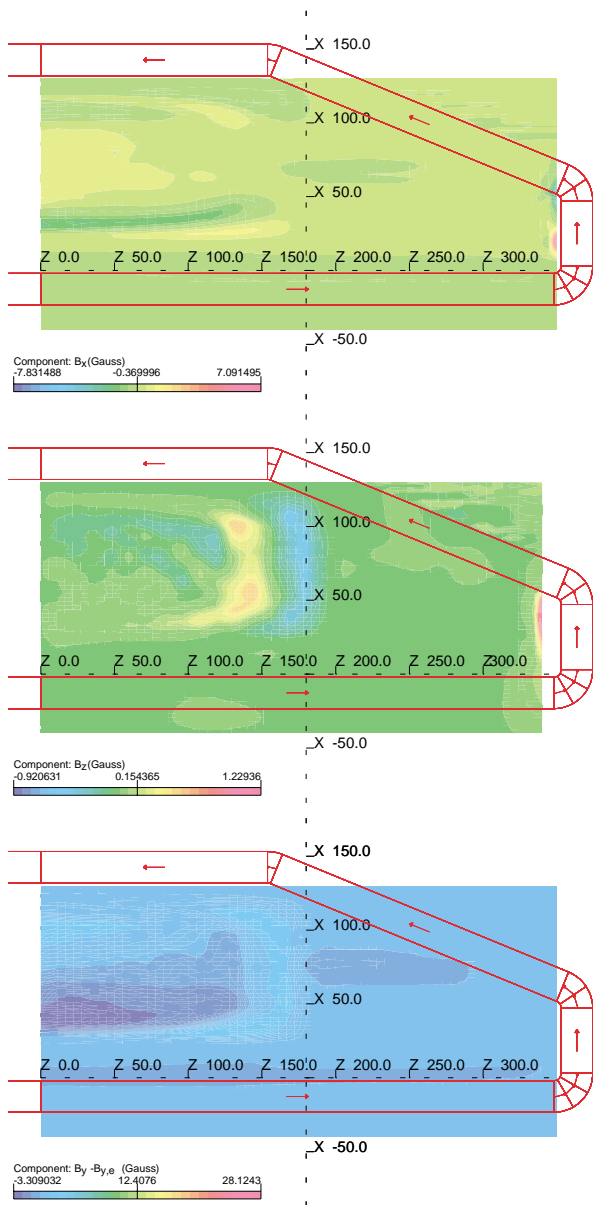 X 150.0
X 100.0
X 50.0
Z 0.0 Z 50.0 Z 100.0 Z 150.0 Z 200.0 Z 250.0 Z 300.0
X -50.0
Component: Bx(Gauss)
-7.831488 -0.369996 7.091495
X 150.0
X 100.0
X 50.0
Z 0.0 Z 50.0 Z 100.0 Z 150.0 Z 200.0 Z 250.0 Z300.0
X -50.0
Component: Bz(Gauss)
-0.920631 0.154365 1.22936
X 150.0
X 100.0
X 50.0
Z 0.0 Z 50.0 Z 100.0 Z 150.0 Z 200.0 Z 250.0 Z 300.0
X -50.0
Component: By -By,e (Gauss)
-3.309032 12.4076 28.1243